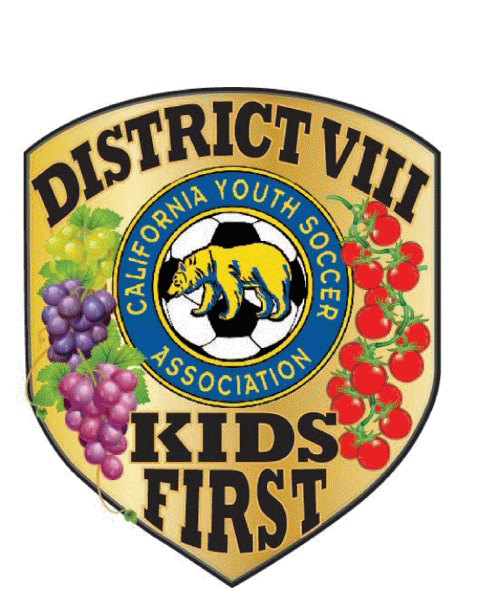 DISTRICT VIII
CALIFORNIA YOUTH SOCCER
ASSOCIATION
KIDS
FIRST